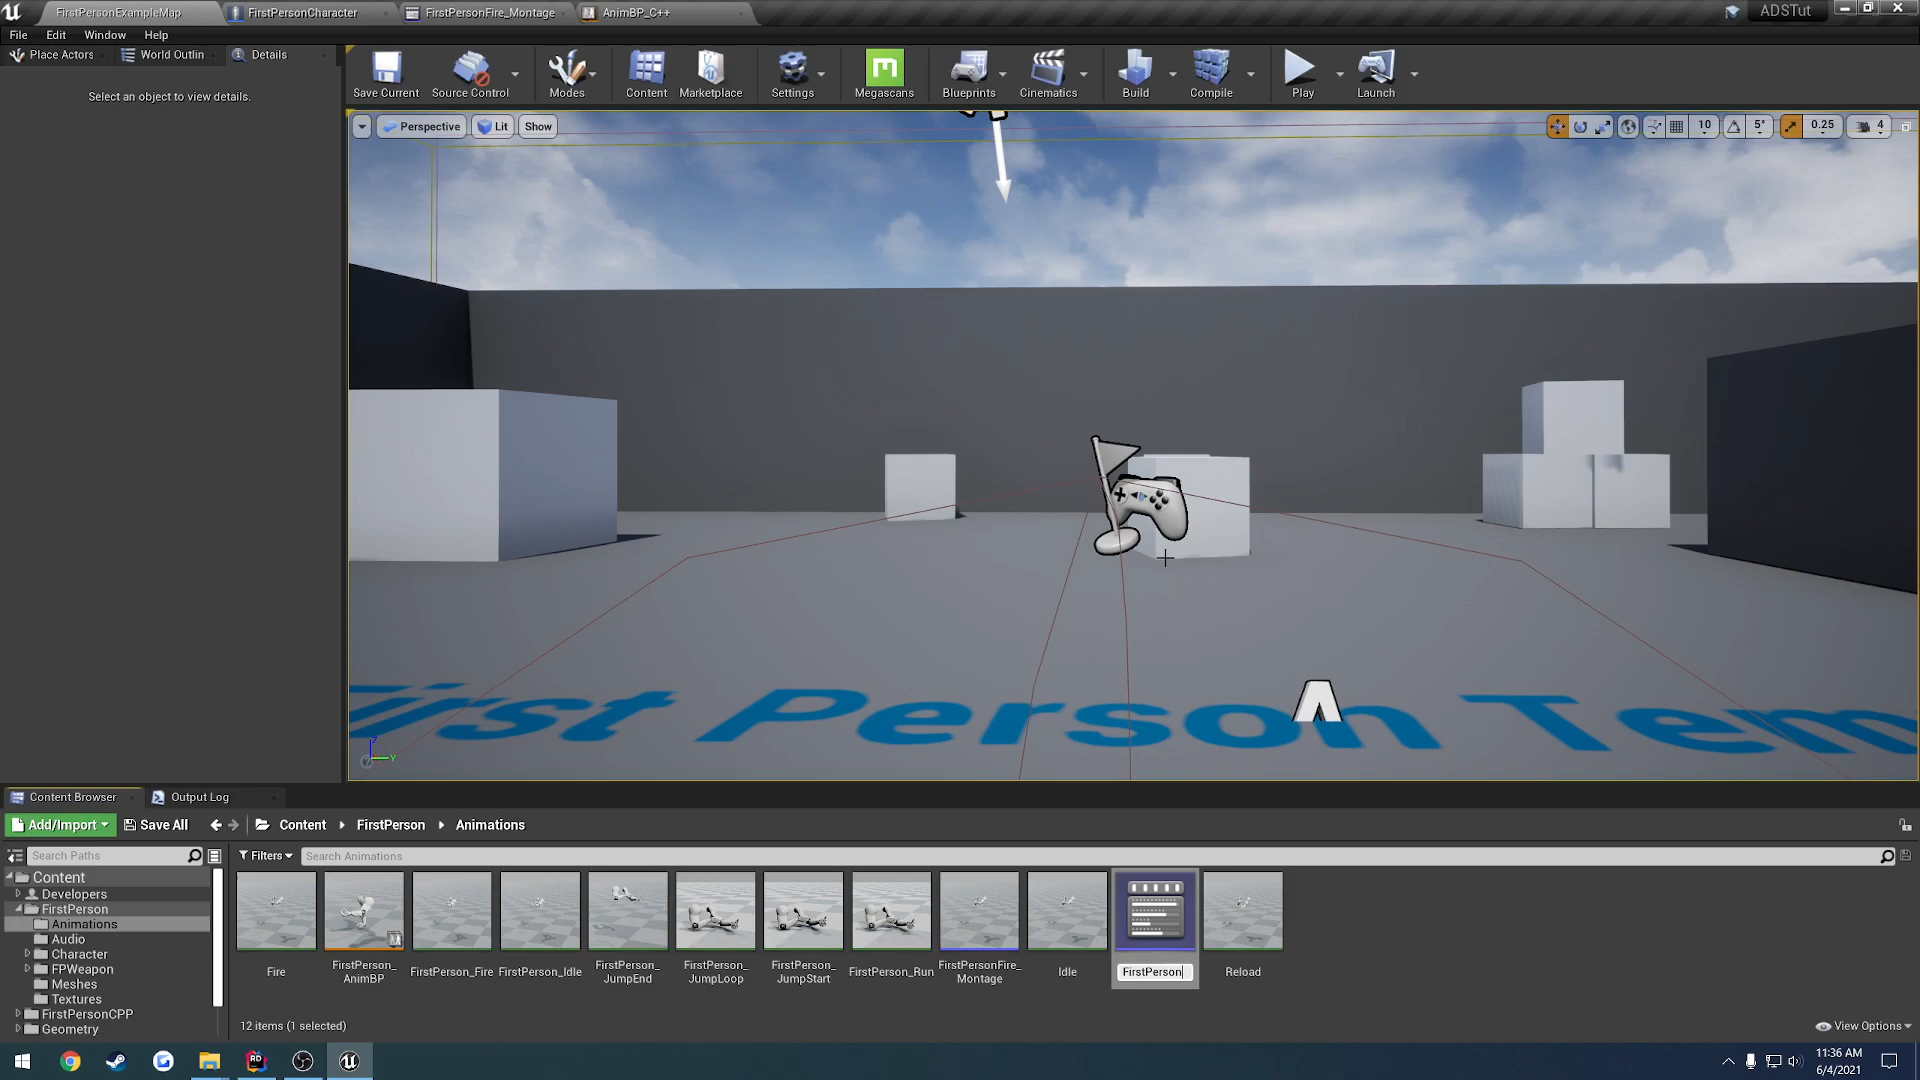 FirstPersonExampleMap
FirstPersonCharacter
FirstPersonFire_Montage
AnimBP_C++
ADSTut
File
Edit
Window
Help
Place Actors
World Outlin
Details
Select an object to view details.
Save Current
Source Control
Modes
Content
Marketplace
Settings
Megascans
Blueprints
Cinematics
Build
Compile
Play
Launch
Perspective
Lit
Show
10
5°
0.25
4
First Person Tem
Z
Y
Content Browser
Output Log
Add/Import
Save All
Content
FirstPerson
Animations
Search Paths
Filters
Search Animations
Content
Developers
FirstPerson
Animations
Audio
Character
FPWeapon
Meshes
Textures
FirstPersonCPP
Geometry
Fire
FirstPerson_
AnimBP
FirstPerson_Fire
FirstPerson_Idle
FirstPerson_
JumpEnd
FirstPerson_
JumpLoop
FirstPerson_
JumpStart
FirstPerson_Run
FirstPersonFire_
Montage
Idle
FirstPerson
Reload
12 items (1 selected)
View Options
11:36 AM
6/4/2021